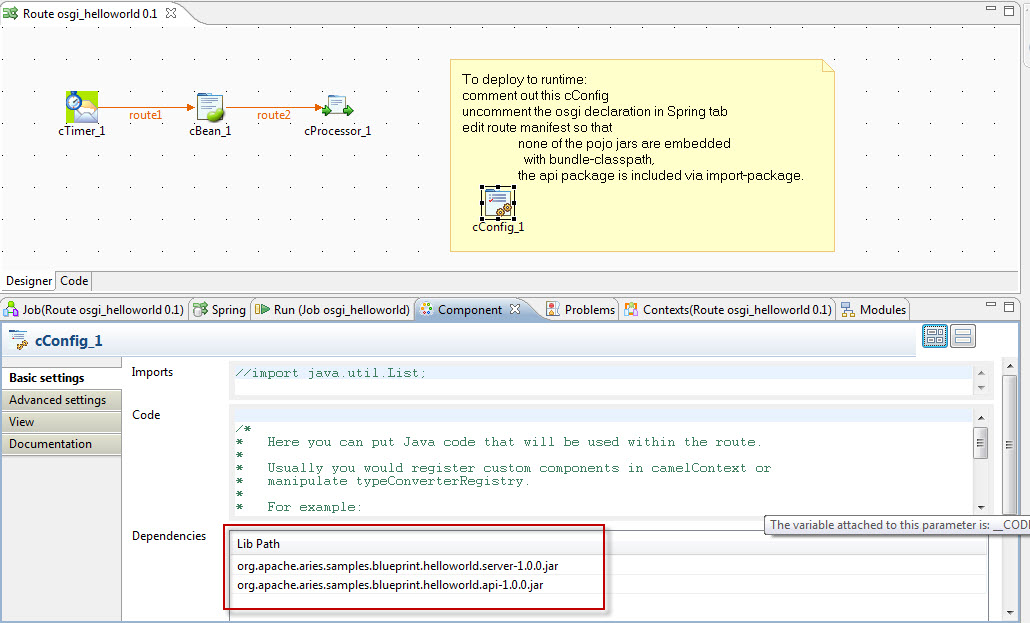 Route osgi_helloworld 0.1
To deploy to runtime:
comment out this cConfig
uncomment the osgi declaration in Spring tab
edit route manifest so that
none of the pojo jars are embedded
with bundle-classpath,
the api package is included via import-package.
route1
route2
cTimer_1
cBean_1
cProcessor_1
cConfig_1
Designer
Code
Job(Route osgi_helloworld 0.1)
Spring
Run (Job osgi_helloworld)
Component
Problems
Contexts(Route osgi_helloworld 0.1)
Modules
cConfig_1
Basic settings
Advanced settings
View
Documentation
Imports
//import java.util.List;
Code
/*
* Here you can put Java code that will be used within the route.
*
* Usually you would register custom components in camelContext or
* manipulate typeConverterRegistry.
*
* For example:
The variable attached to this parameter is: __CODE
Dependencies
Lib Path
org.apache.aries.samples.blueprint.helloworld.server-1.0.0.jar
org.apache.aries.samples.blueprint.helloworld.api-1.0.0.jar